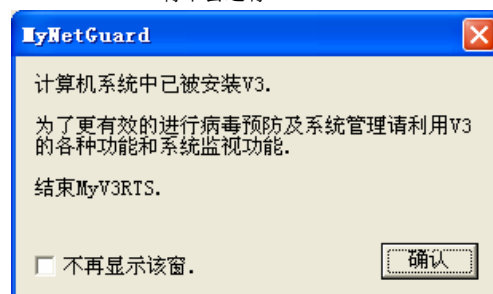 MyNetGuard
计算机系统中已被安装V3.
为了更有效的进行病毒预防及系统管理请利用V3
的各种功能和系统监视功能.
结束MyV3RTS.
不再显示该窗.
确认